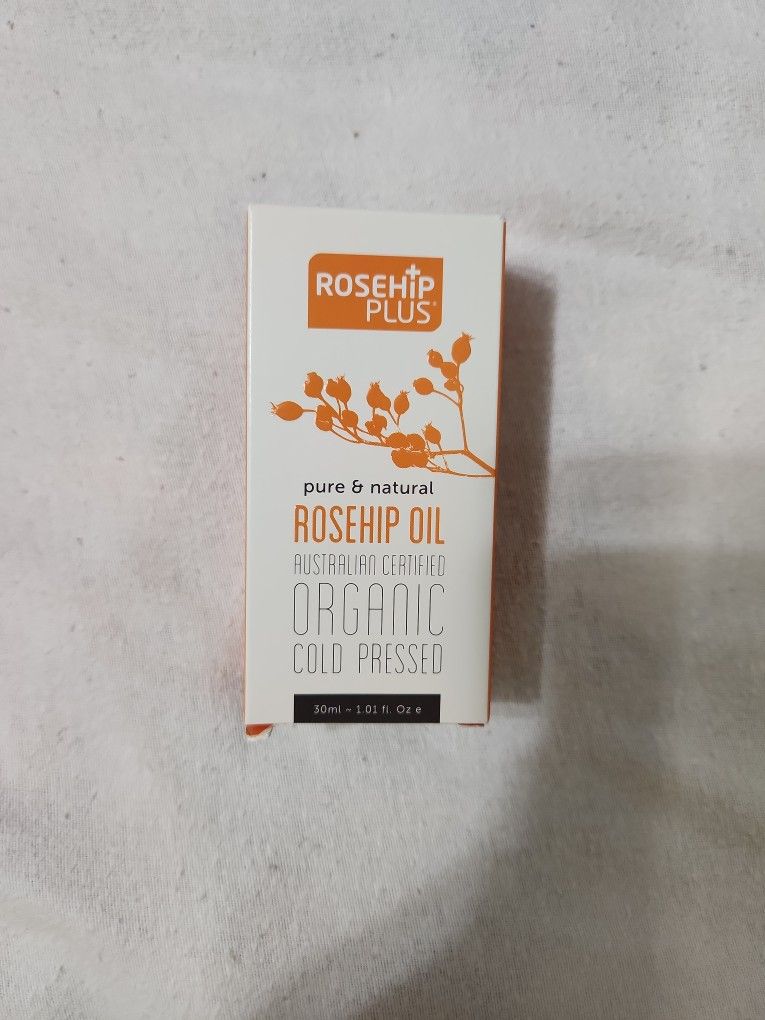 ROSEHIP
PLUS®
pure & natural
ROSEHIP OIL
AUSTRALIAN CERTIFIED
ORGANIC
COLD PRESSED
30ml ~ 1.01 fl. Oz e